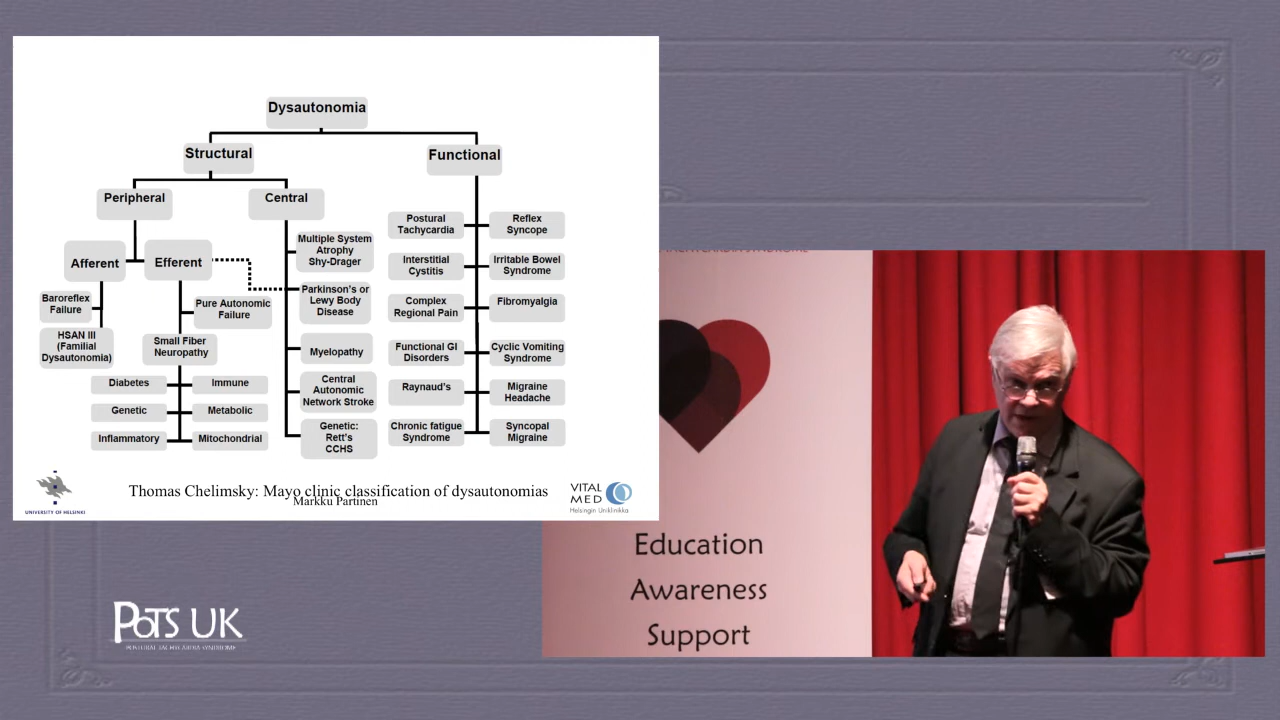 Dysautonomia
Structural
Functional
Peripheral
Central
Afferent
Efferent
Baroreflex
Failure
HSAN III
(Familial
Dysautonomia)
Pure Autonomic
Failure
Small Fiber
Neuropathy
Diabetes
Immune
Genetic
Metabolic
Inflammatory
Mitochondrial
Multiple System
Atrophy
Shy-Drager
Parkinson's or
Lewy Body
Disease
Myelopathy
Central
Autonomic
Network Stroke
Genetic:
Rett's
CCHS
Postural
Tachycardia
Reflex
Syncope
Interstitial
Cystitis
Irritable Bowel
Syndrome
Complex
Regional Pain
Fibromyalgia
Functional GI
Disorders
Cyclic Vomiting
Syndrome
Raynaud's
Migraine
Headache
Chronic fatigue
Syndrome
Syncopal
Migraine
Thomas Chelimsky: Mayo clinic classification of dysautonomias
Markku Partinen
UNIVERSITY OF HELSINKI
VITAL
MED
Helsingin Uniklinikka
Education
Awareness
Support
PoTS UK
POSTURAL TACHYCARDIA SYNDROME